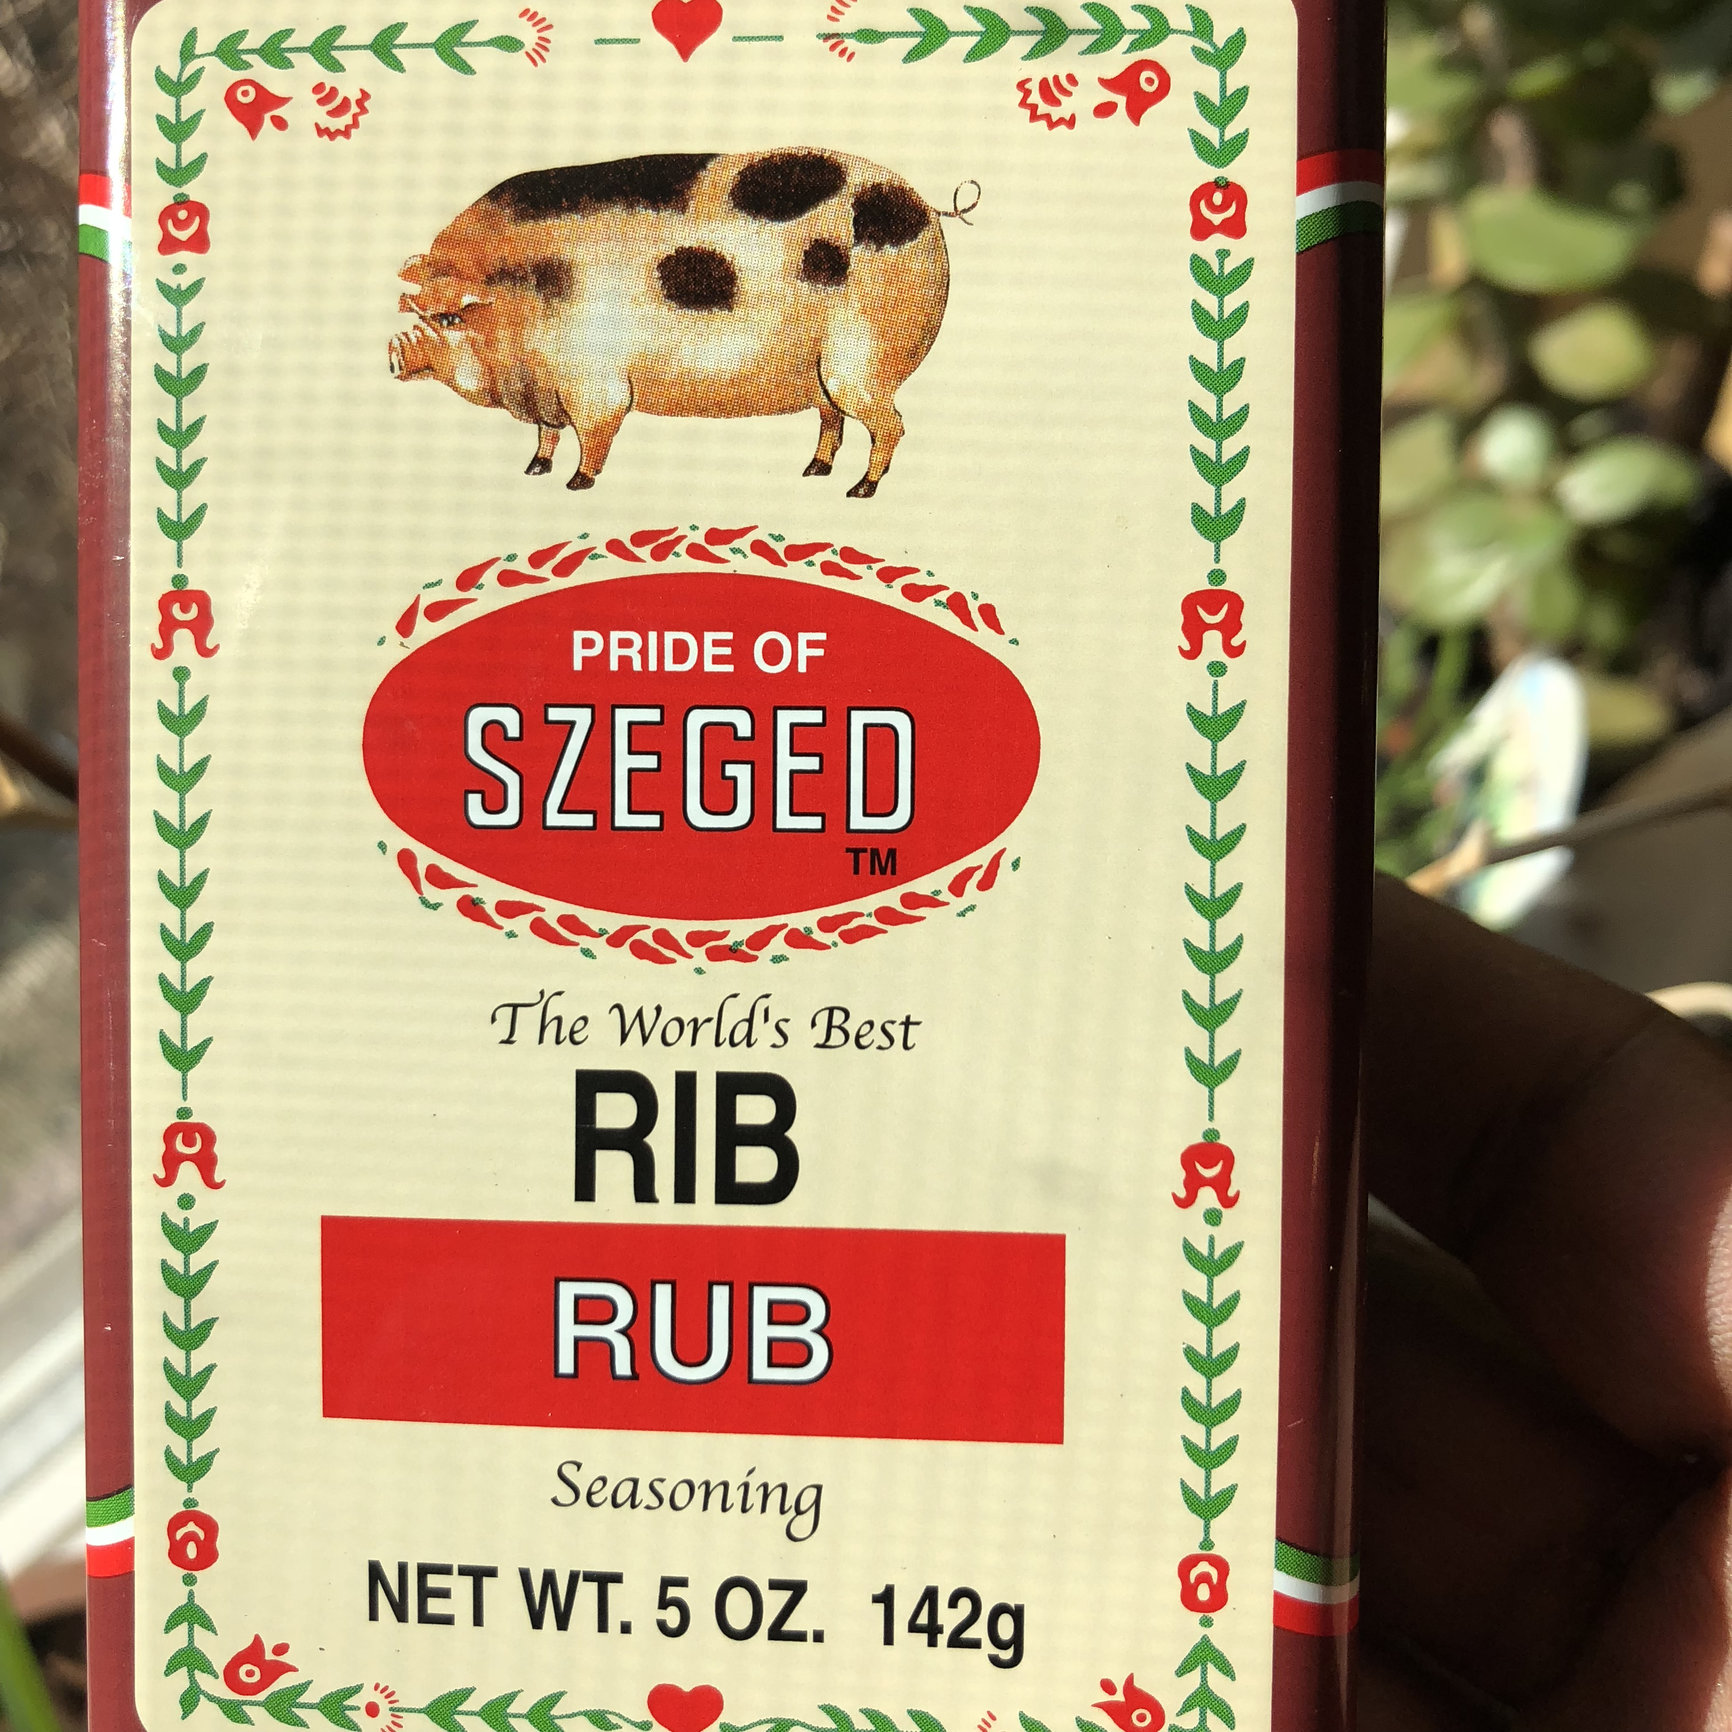 PRIDE OF
SZEGED
TM
The World's Best
RIB
RUB
Seasoning
NET WT. 5 OZ. 142g